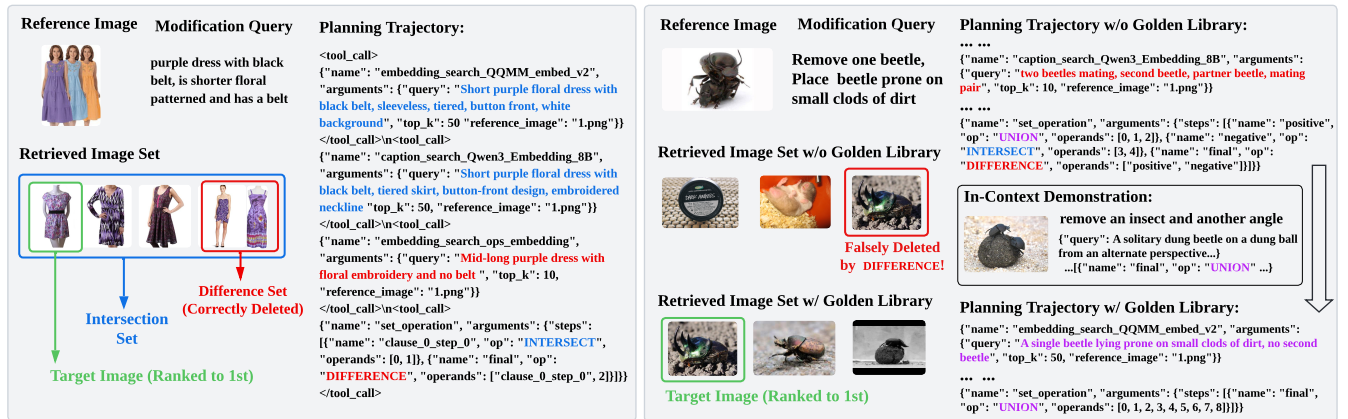 Reference Image
Modification Query
purple dress with black
belt, is shorter floral
patterned and has a belt
Retrieved Image Set
Difference Set
(Correctly Deleted)
Intersection
Set
Target Image (Ranked to 1st)
Planning Trajectory:
<tool_call>
{"name": "embedding_search_QQMM_embed_v2",
"arguments": {"query": "Short purple floral dress with
black belt, sleeveless, tiered, button front, white
background", "top_k": 50 "reference_image": "1.png"}}
</tool_call>\n<tool_call>
{"name": "caption_search_Qwen3_Embedding_8B",
"arguments": {"query": "Short purple floral dress with
black belt, tiered skirt, button-front design, embroidered
neckline "top_k": 50, "reference_image": "1.png"}}
</tool_call>\n<tool_call>
{"name": "embedding_search_ops_embedding",
"arguments": {"query": "Mid-long purple dress with
floral embroidery and no belt ", "top_k": 10,
"reference_image": "1.png"}}
</tool_call>\n<tool_call>
{"name": "set_operation", "arguments": {"steps":
[{"name": "clause_0_step_0", "op": "INTERSECT",
"operands": [0, 1]}, {"name": "final", "op":
"DIFFERENCE", "operands": ["clause_0_step_0", 2]}]}}
</tool_call>
Reference Image
Modification Query
Remove one beetle,
Place beetle prone on
small clods of dirt
Retrieved Image Set w/o Golden Library
Falsely Deleted
by DIFFERENCE!
Retrieved Image Set w/ Golden Library
Target Image (Ranked to 1st)
Planning Trajectory w/o Golden Library:
... ...
{"name": "caption_search_Qwen3_Embedding_8B", "arguments":
{"query": "two beetles mating, second beetle, partner beetle, mating
pair", "top_k": 10, "reference_image": "1.png"}}
... ...
{"name": "set_operation", "arguments": {"steps": [{"name": "positive",
"op": "UNION", "operands": [0, 1, 2]}, {"name": "negative", "op":
"INTERSECT", "operands": [3, 4]}, {"name": "final", "op":
"DIFFERENCE", "operands": ["positive", "negative"]}]}}
In-Context Demonstration:
remove an insect and another angle
{"query": A solitary dung beetle on a dung ball
from an alternate perspective...}
...[{"name": "final", "op": "UNION" ...}
Planning Trajectory w/ Golden Library:
{"name": "embedding_search_QQMM_embed_v2", "arguments":
{"query": "A single beetle lying prone on small clods of dirt, no second
beetle", "top_k": 50, "reference_image": "1.png"}}
... ...
{"name": "set_operation", "arguments": {"steps": [{"name": "final",
"op": "UNION", "operands": [0, 1, 2, 3, 4, 5, 6, 7, 8]}]}}